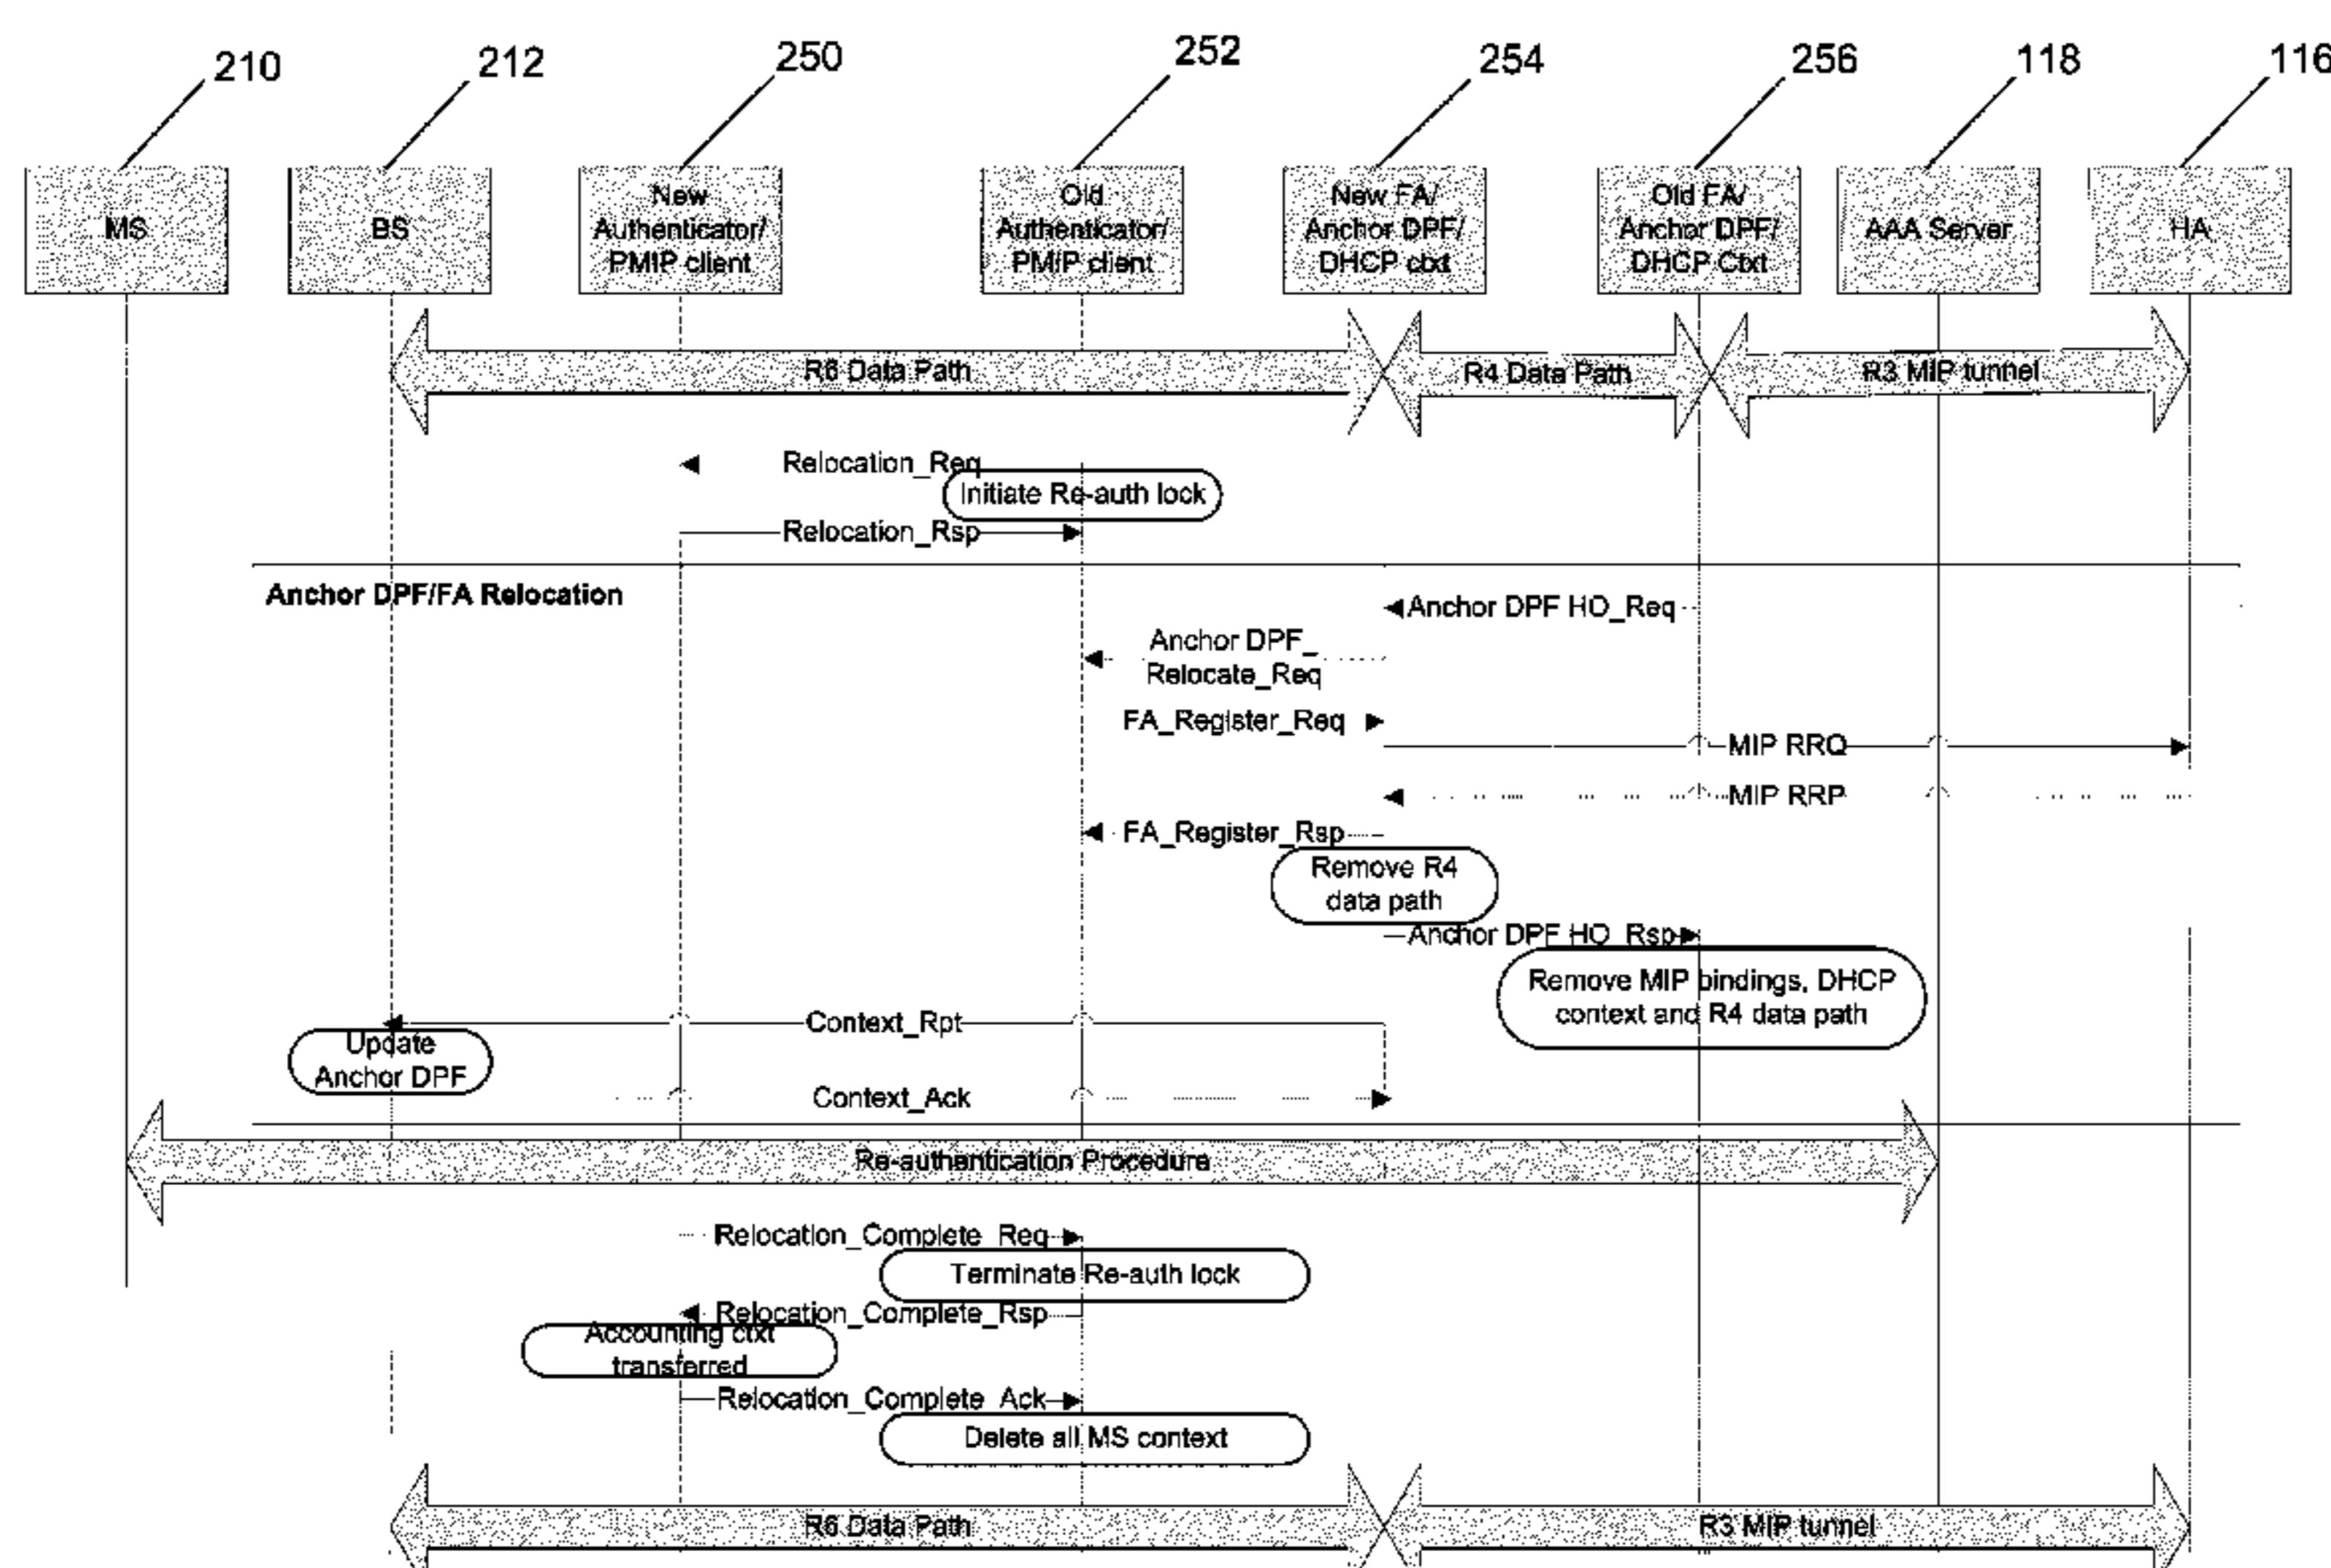 210
212
250
252
254
256
118
116
MS
BS
New
Authenticator/
PMIP client
Old
Authenticator/
PMIP client
New FA/
Anchor DPF/
DHCP ctxt
Old FA/
Anchor DPF/
DHCP Ctxt
AAA Server
HA
R6 Data Path
R4 Data Path
R3 MIP tunnel
Relocation_Req
Initiate Re-auth lock
Relocation_Rsp
Anchor DPF/FA Relocation
Anchor DPF HO_Req
Anchor DPF_
Relocate_Req
FA_Register_Req
MIP RRQ
MIP RRP
FA_Register_Rsp
Remove R4
data path
Anchor DPF HO_Rsp
Remove MIP bindings, DHCP
context and R4 data path
Context_Rpt
Update
Anchor DPF
Context_Ack
Re-authentication Procedure
Relocation_Complete_Req
Terminate Re-auth lock
Relocation_Complete_Rsp
Accounting ctxt
transferred
Relocation_Complete_Ack
Delete all MS context
R6 Data Path
R3 MIP tunnel